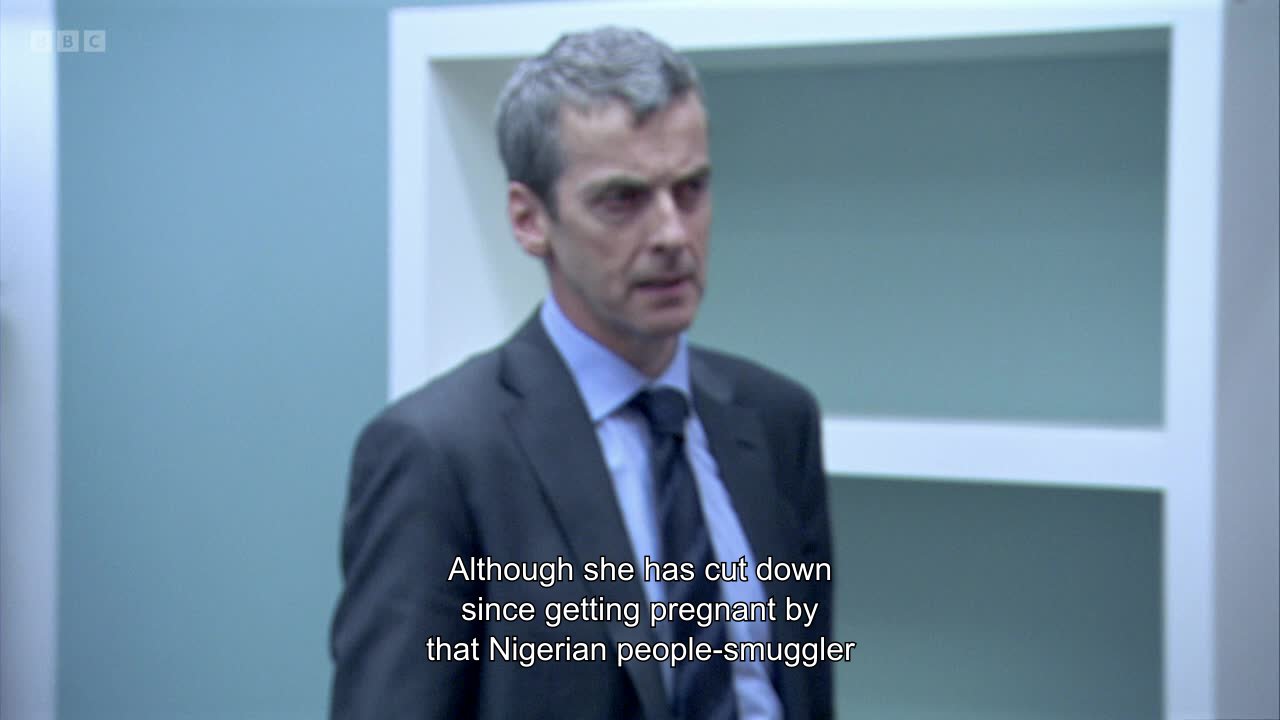 BBC
Although she has cut down
since getting pregnant by
that Nigerian people-smuggler